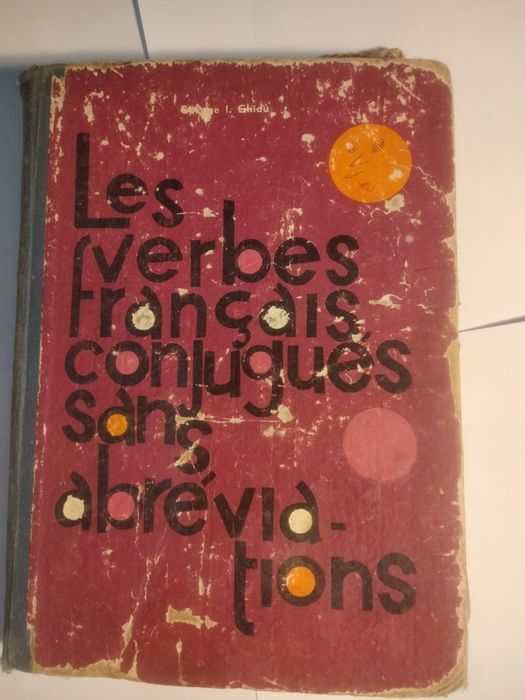 I. Ghidu
Les
verbes
français
conjugués
sans
abrévia-
tions